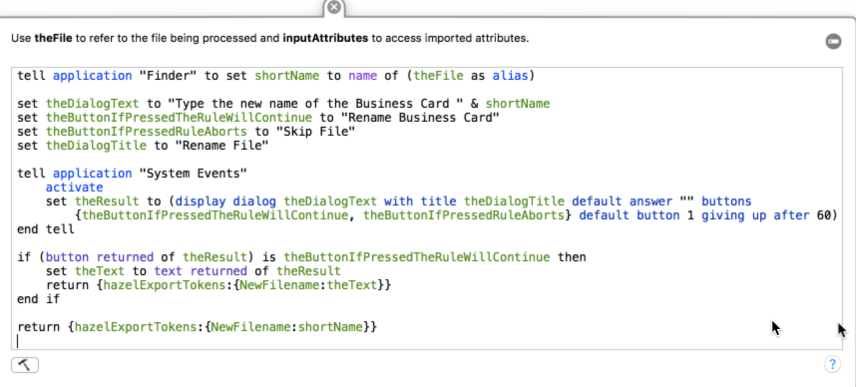 Use theFile to refer to the file being processed and inputAttributes to access imported attributes.
tell application "Finder" to set shortName to name of (theFile as alias)
set theDialogText to "Type the new name of the Business Card " & shortName
set theButtonIfPressedTheRuleWillContinue to "Rename Business Card"
set theButtonIfPressedRuleAborts to "Skip File"
set theDialogTitle to "Rename File"
tell application "System Events"
activate
set theResult to (display dialog theDialogText with title theDialogTitle default answer "" buttons
{theButtonIfPressedTheRuleWillContinue, theButtonIfPressedRuleAborts} default button 1 giving up after 60)
end tell
if (button returned of theResult) is theButtonIfPressedTheRuleWillContinue then
set theText to text returned of theResult
return {hazelExportTokens:{NewFilename:theText}}
end if
return {hazelExportTokens:{NewFilename:shortName}}
?